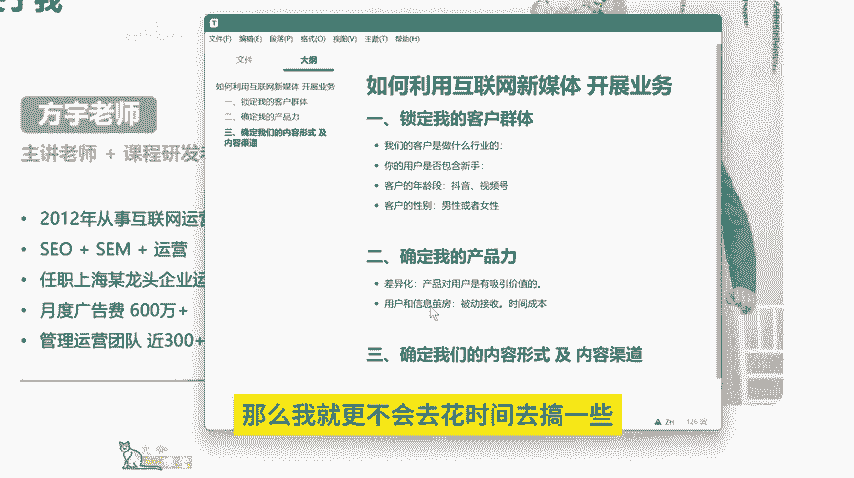 于我
方宇老师
主讲老师 + 课程研发
2012年从事互联网运营
SEO + SEM + 运营
任职上海某龙头企业运
月度广告费 600万+
管理运营团队 近300+
T
文件(F) 编辑(E) 段落(P) 格式(O) 视图(V) 主题(T) 帮助(H)
文件 大纲
如何利用互联网新媒体 开展业务
一、锁定我的客户群体
二、确定我的产品力
三、确定我们的内容形式 及
内容渠道
如何利用互联网新媒体 开展业务
一、锁定我的客户群体
我们的客户是做什么行业的：
你的用户是否包含新手：
客户的年龄段：抖音、视频号
客户的性别：男性或者女性
二、确定我的产品力
差异化：产品对用户是有吸引价值的。
用户和信息茧房：被动接收。时间成本
三、确定我们的内容形式 及 内容渠道
ZH 126 词
那么我就更不会去花时间去搞一些